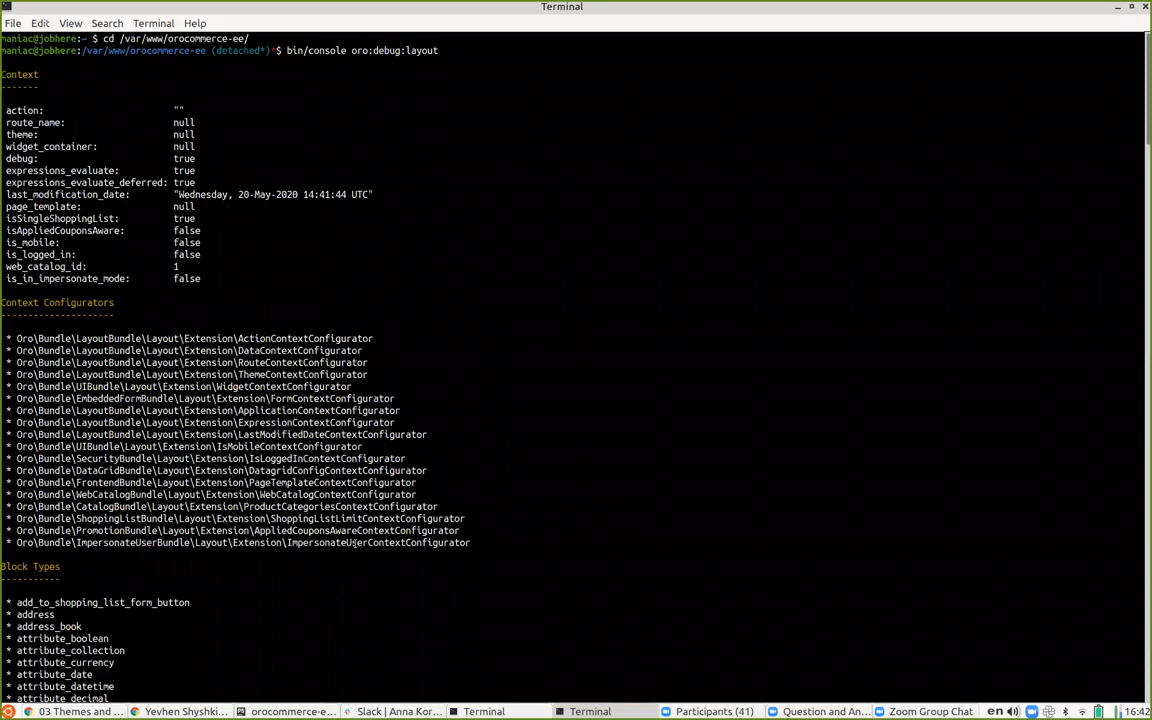 Terminal
File Edit View Search Terminal Help
maniac@jobhere:~ $ cd /var/www/orocommerce-ee/
maniac@jobhere:/var/www/orocommerce-ee (detached*)*$ bin/console oro:debug:layout
Context
-------
action: ""
route_name: null
theme: null
widget_container: null
debug: true
expressions_evaluate: true
expressions_evaluate_deferred: true
last_modification_date: "Wednesday, 20-May-2020 14:41:44 UTC"
page_template: null
isSingleShoppingList: true
isAppliedCouponsAware: false
is_mobile: false
is_logged_in: false
web_catalog_id: 1
is_in_impersonate_mode: false
Context Configurators
---------------------
* Oro\Bundle\LayoutBundle\Layout\Extension\ActionContextConfigurator
* Oro\Bundle\LayoutBundle\Layout\Extension\DataContextConfigurator
* Oro\Bundle\LayoutBundle\Layout\Extension\RouteContextConfigurator
* Oro\Bundle\LayoutBundle\Layout\Extension\ThemeContextConfigurator
* Oro\Bundle\UIBundle\Layout\Extension\WidgetContextConfigurator
* Oro\Bundle\EmbeddedFormBundle\Layout\Extension\FormContextConfigurator
* Oro\Bundle\LayoutBundle\Layout\Extension\ApplicationContextConfigurator
* Oro\Bundle\LayoutBundle\Layout\Extension\ExpressionContextConfigurator
* Oro\Bundle\LayoutBundle\Layout\Extension\LastModifiedDateContextConfigurator
* Oro\Bundle\UIBundle\Layout\Extension\IsMobileContextConfigurator
* Oro\Bundle\SecurityBundle\Layout\Extension\IsLoggedInContextConfigurator
* Oro\Bundle\DataGridBundle\Layout\Extension\DatagridConfigContextConfigurator
* Oro\Bundle\FrontendBundle\Layout\Extension\PageTemplateContextConfigurator
* Oro\Bundle\WebCatalogBundle\Layout\Extension\WebCatalogContextConfigurator
* Oro\Bundle\CatalogBundle\Layout\Extension\ProductCategoriesContextConfigurator
* Oro\Bundle\ShoppingListBundle\Layout\Extension\ShoppingListLimitContextConfigurator
* Oro\Bundle\PromotionBundle\Layout\Extension\AppliedCouponsAwareContextConfigurator
* Oro\Bundle\ImpersonateUserBundle\Layout\Extension\ImpersonateUserContextConfigurator
Block Types
-----------
* add_to_shopping_list_form_button
* address
* address_book
* attribute_boolean
* attribute_collection
* attribute_currency
* attribute_date
* attribute_datetime
* attribute_decimal
03 Themes and ... Yevhen Shyshki... orocommerce-e... Slack | Anna Kor... Terminal Terminal Participants (41) Question and An... Zoom Group Chat en 16:42